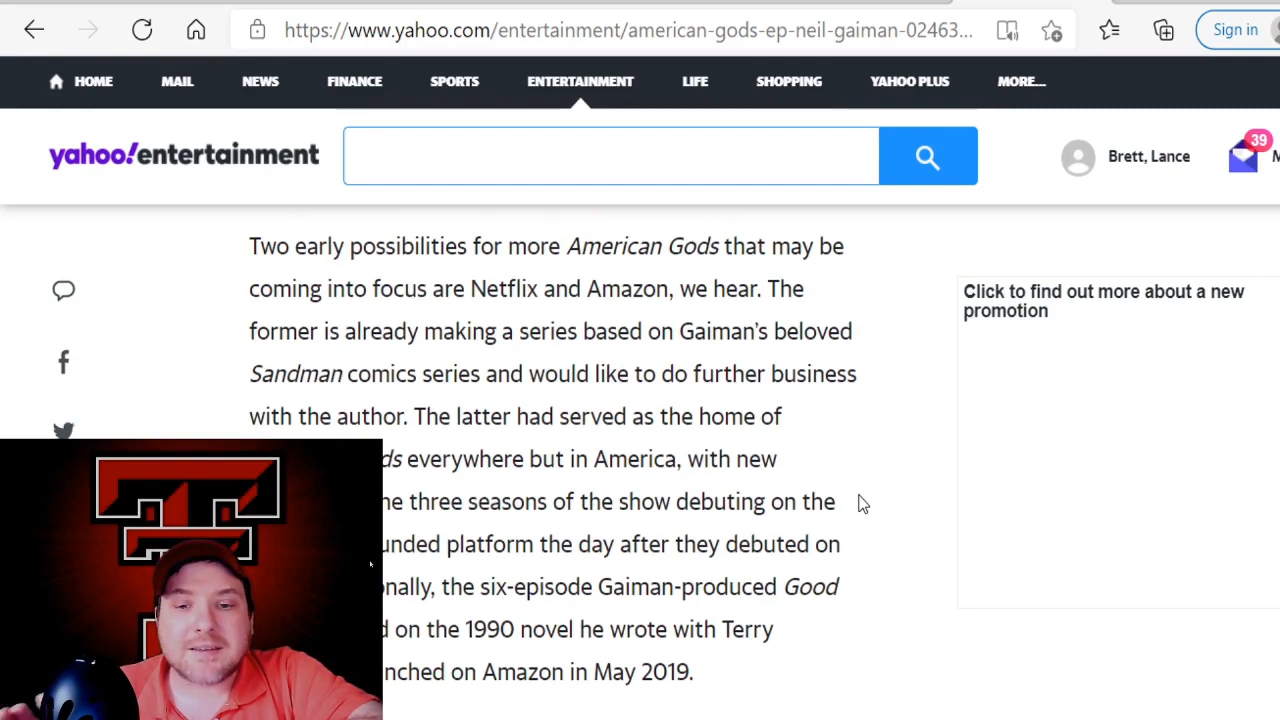 https://www.yahoo.com/entertainment/american-gods-ep-neil-gaiman-02463...
Sign in
HOME MAIL NEWS FINANCE SPORTS ENTERTAINMENT LIFE SHOPPING YAHOO PLUS MORE...
yahoo!entertainment
Brett, Lance
39
M
Two early possibilities for more American Gods that may be
coming into focus are Netflix and Amazon, we hear. The
former is already making a series based on Gaiman's beloved
Sandman comics series and would like to do further business
with the author. The latter had served as the home of
ds everywhere but in America, with new
he three seasons of the show debuting on the
unded platform the day after they debuted on
nally, the six-episode Gaiman-produced Good
d on the 1990 novel he wrote with Terry
nched on Amazon in May 2019.
Click to find out more about a new
promotion